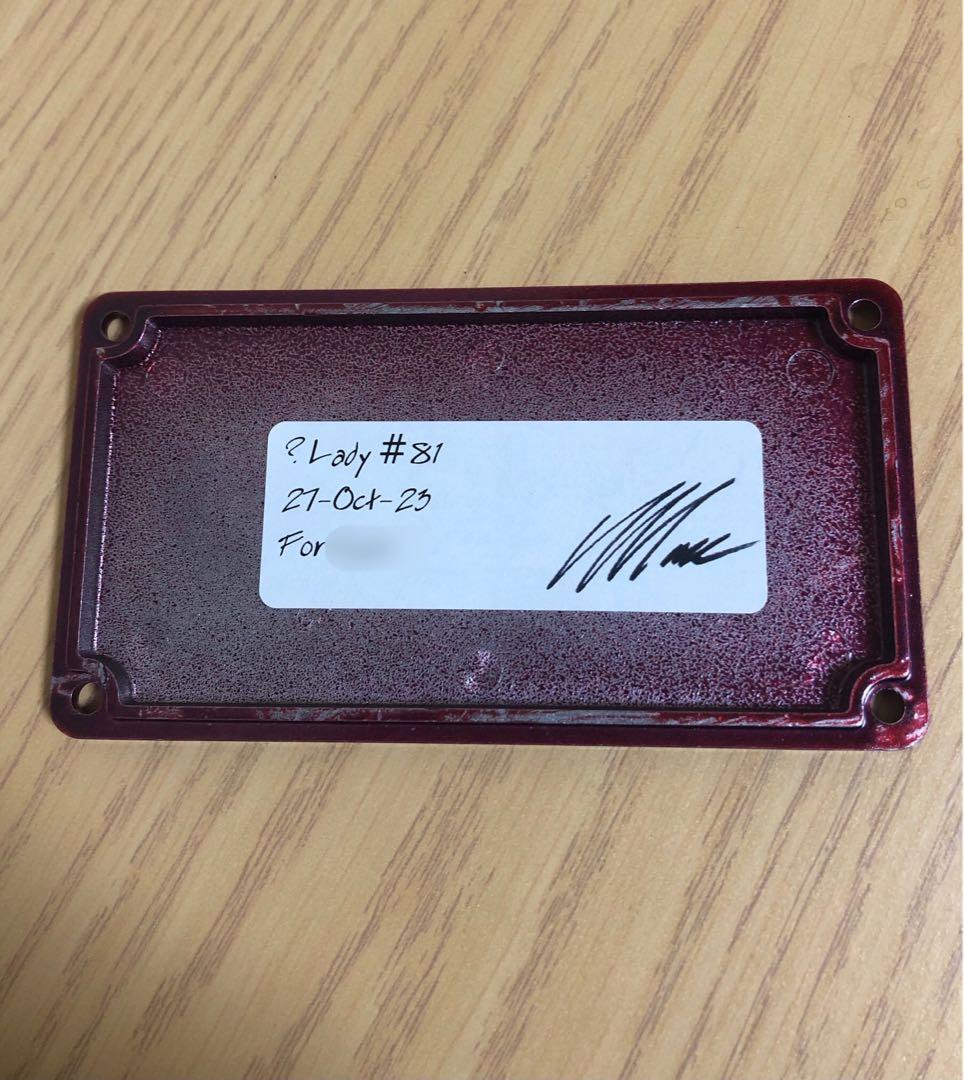 ? Lady #81
27-Oct-23
For